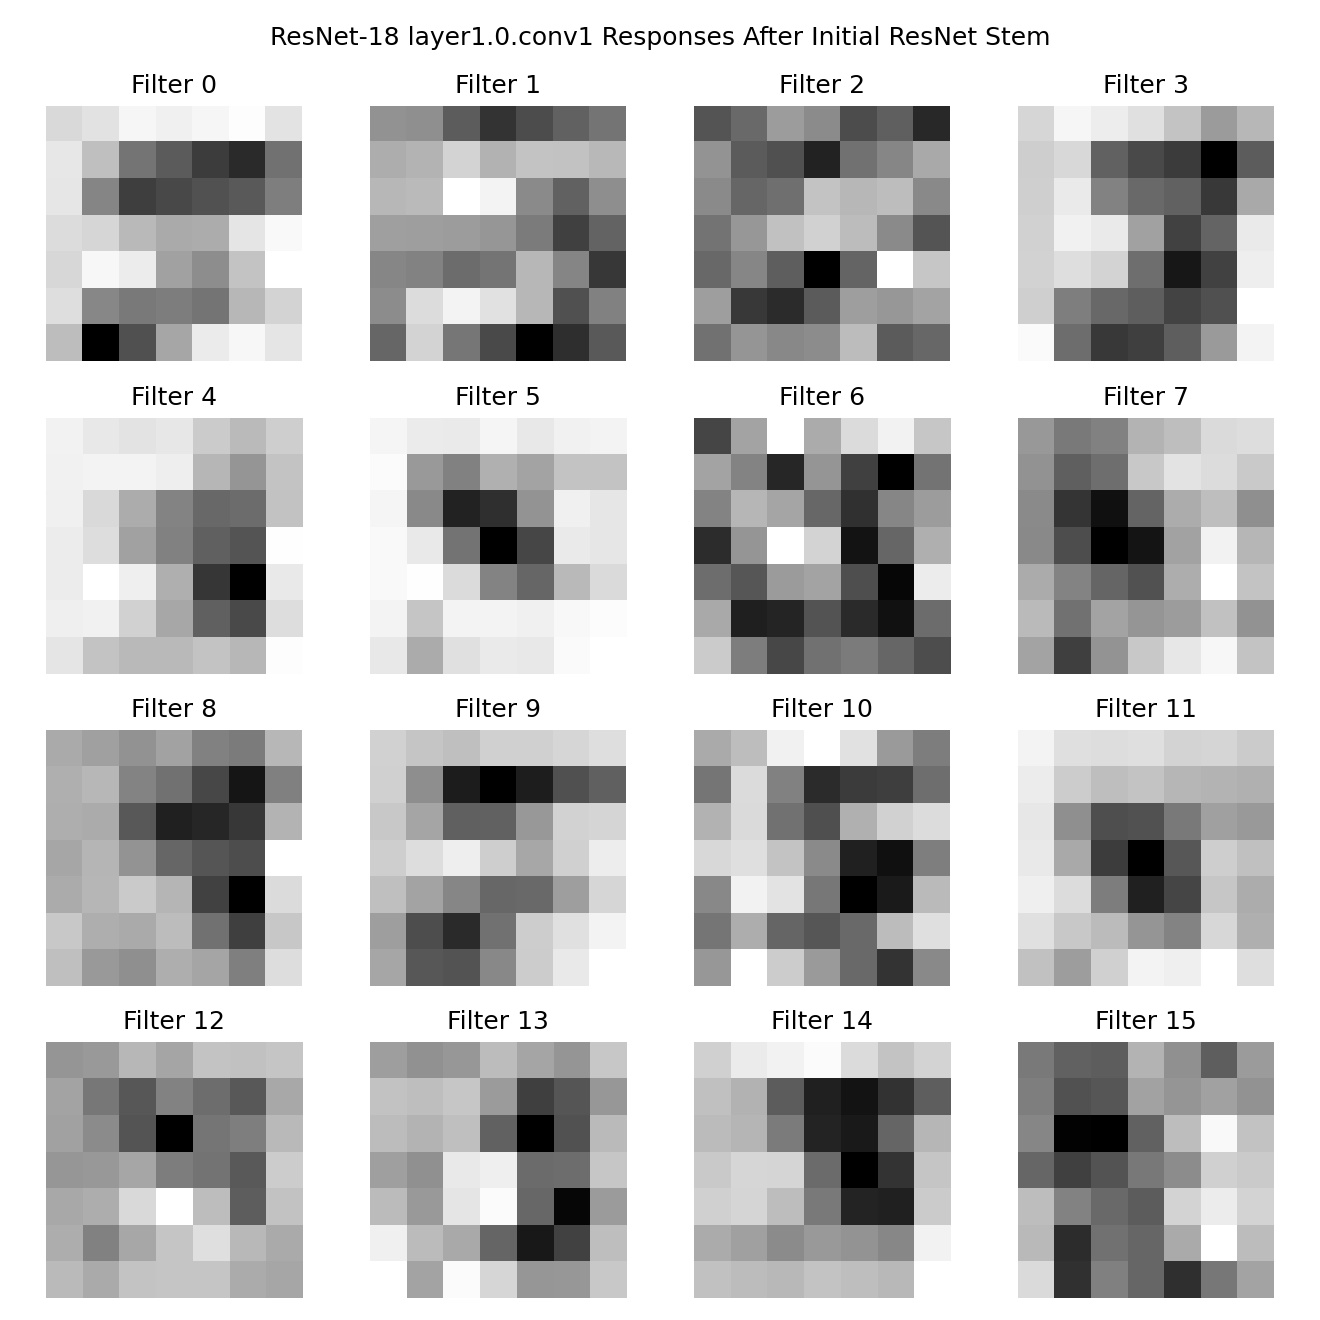 ResNet-18 layer1.0.conv1 Responses After Initial ResNet Stem
Filter 0
Filter 1
Filter 2
Filter 3
Filter 4
Filter 5
Filter 6
Filter 7
Filter 8
Filter 9
Filter 10
Filter 11
Filter 12
Filter 13
Filter 14
Filter 15